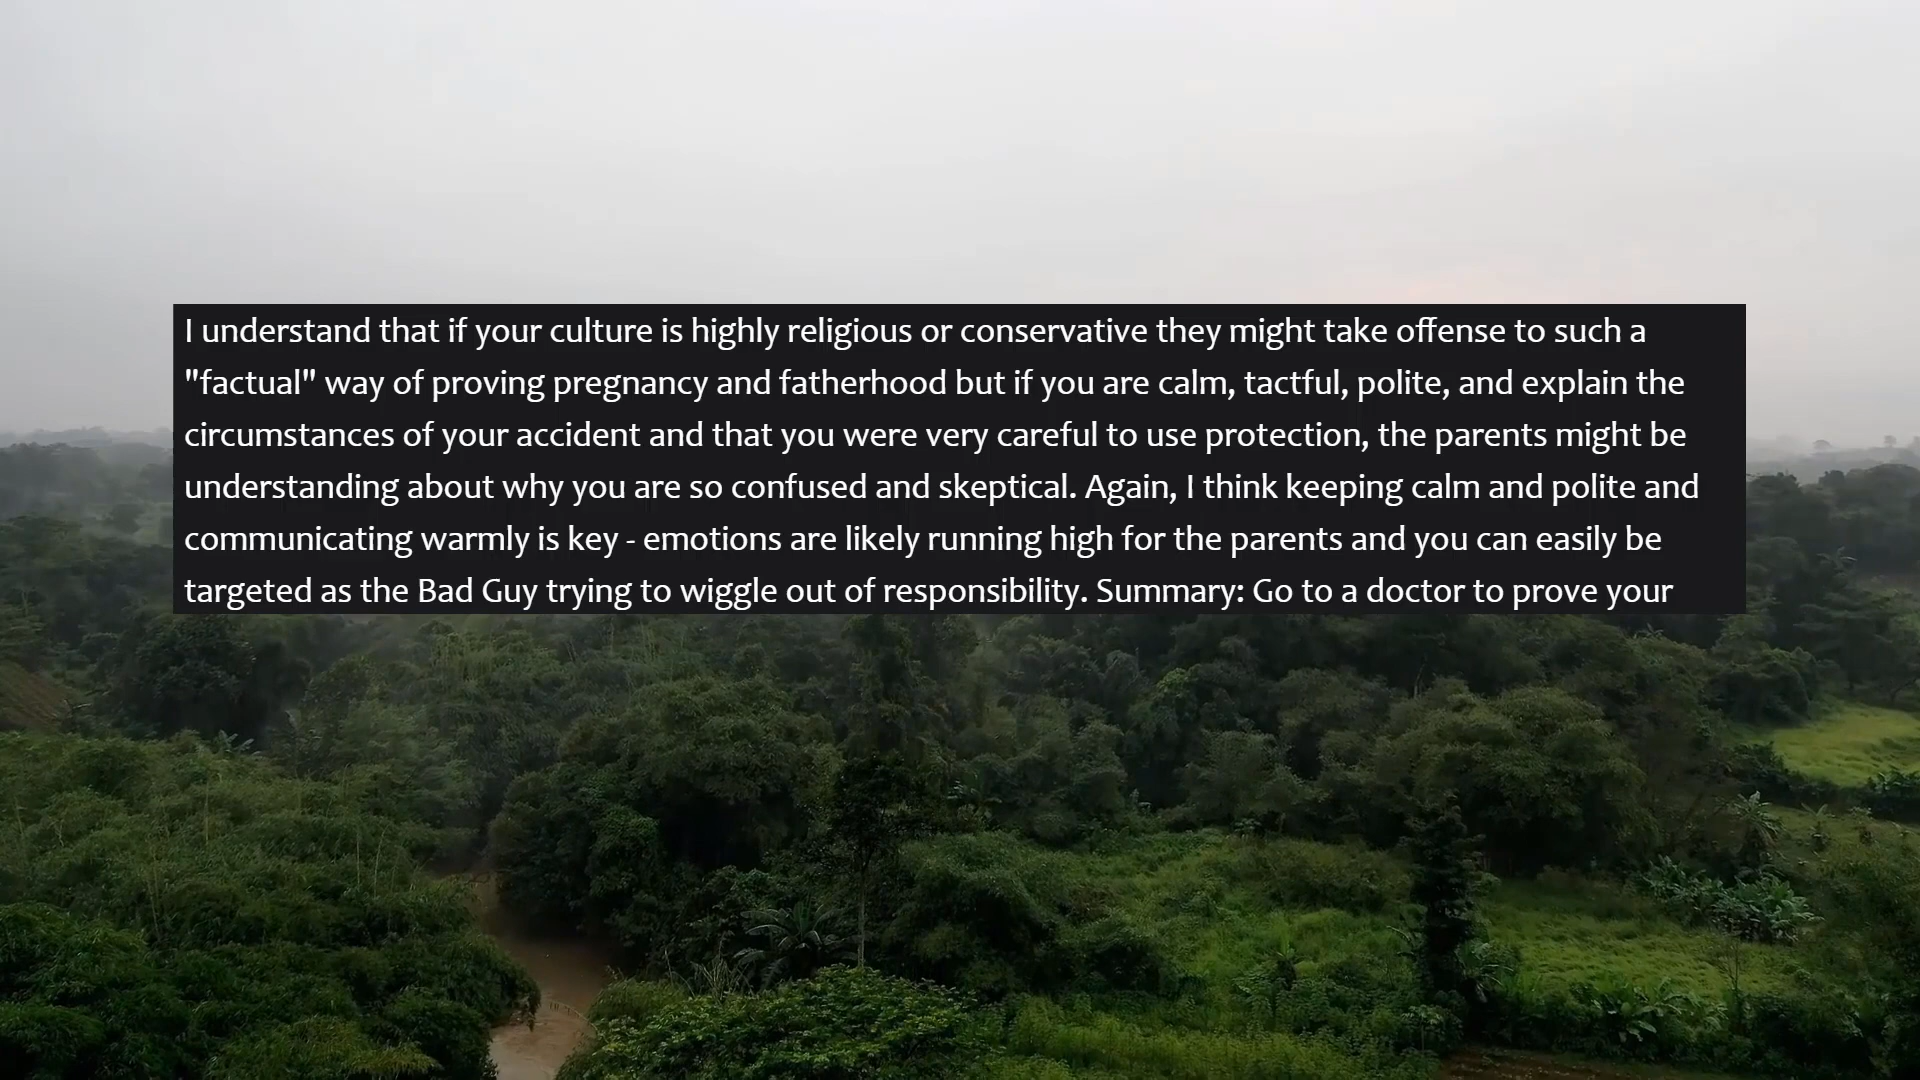 I understand that if your culture is highly religious or conservative they might take offense to such a
"factual" way of proving pregnancy and fatherhood but if you are calm, tactful, polite, and explain the
circumstances of your accident and that you were very careful to use protection, the parents might be
understanding about why you are so confused and skeptical. Again, I think keeping calm and polite and
communicating warmly is key - emotions are likely running high for the parents and you can easily be
targeted as the Bad Guy trying to wiggle out of responsibility. Summary: Go to a doctor to prove your